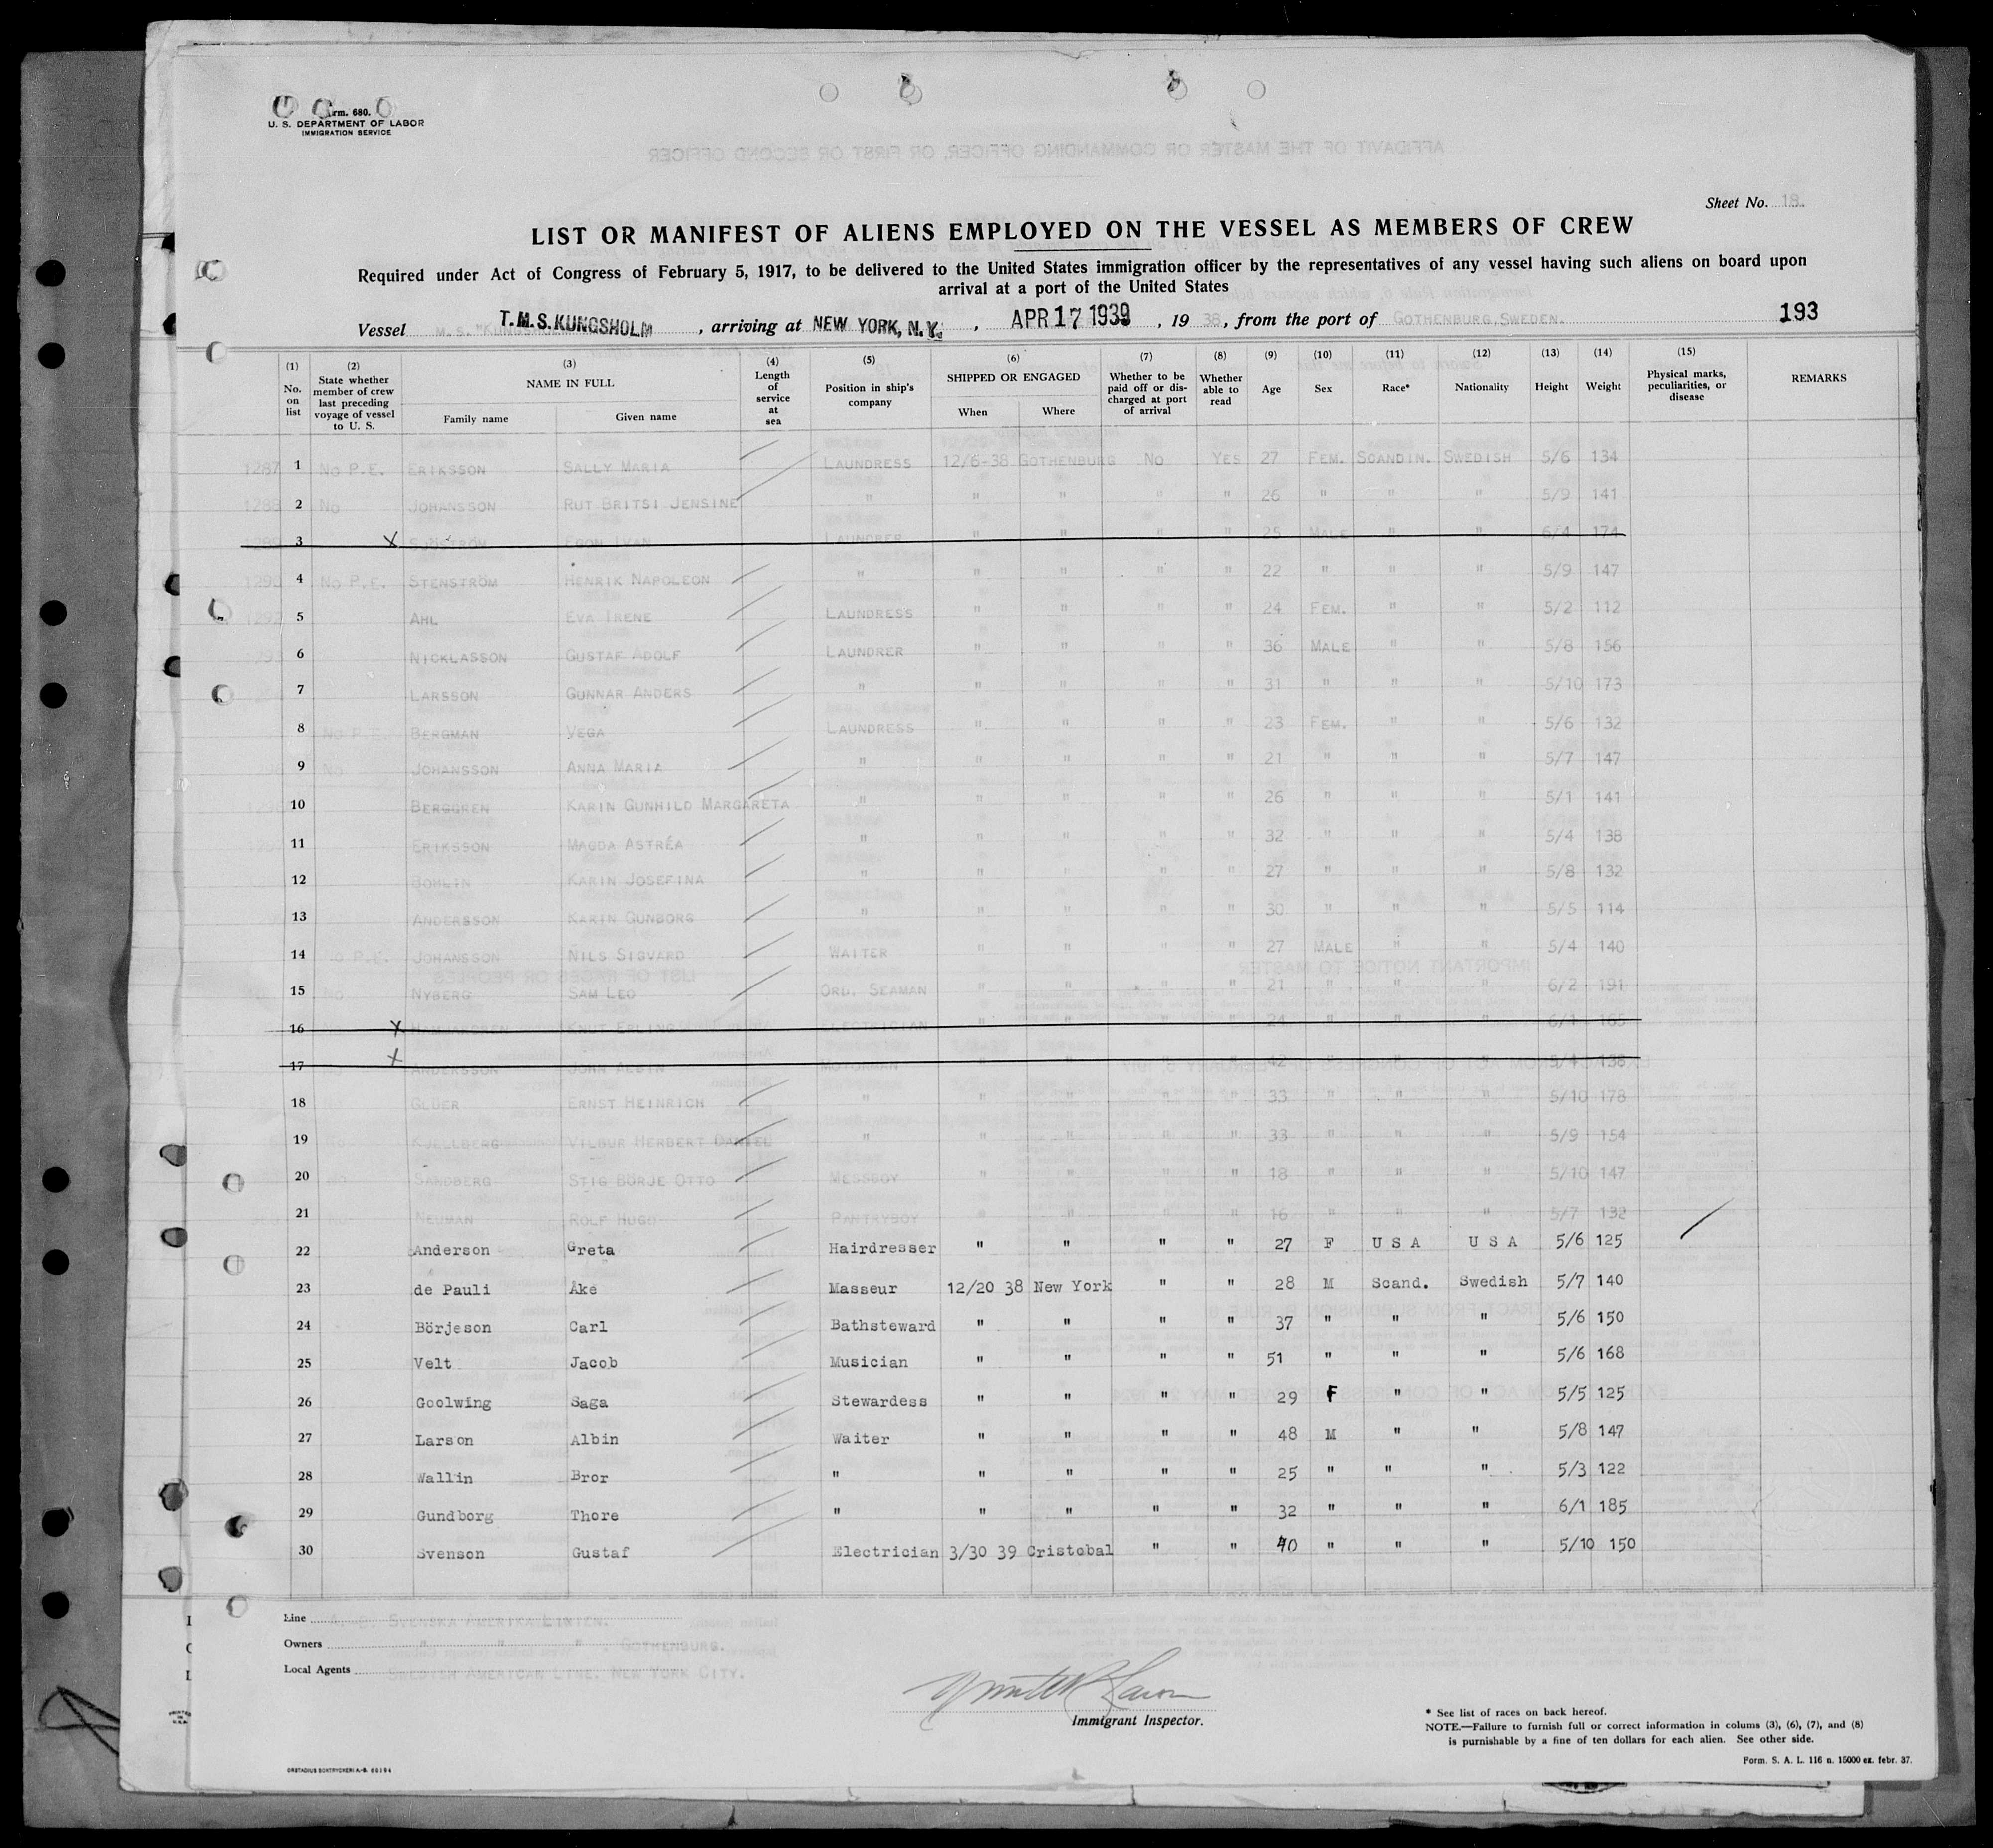 Form. 680.
U. S. DEPARTMENT OF LABOR
IMMIGRATION SERVICE
Sheet No. 18.
LIST OR MANIFEST OF ALIENS EMPLOYED ON THE VESSEL AS MEMBERS OF CREW
Required under Act of Congress of February 5, 1917, to be delivered to the United States immigration officer by the representatives of any vessel having such aliens on board upon
arrival at a port of the United States
Vessel M.S. "KUNGSHOLM" T.M.S. KUNGSHOLM, arriving at NEW YORK, N.Y., APR 17 1939, 19 38, from the port of GOTHENBURG, SWEDEN. 193
(1) No. on list (2) State whether member of crew last preceding voyage of vessel to U. S. (3) NAME IN FULL Family name Given name (4) Length of service at sea (5) Position in ship's company (6) SHIPPED OR ENGAGED When Where (7) Whether to be paid off or discharged at port of arrival (8) Whether able to read (9) Age (10) Sex (11) Race* (12) Nationality (13) Height (14) Weight (15) Physical marks, peculiarities, or disease REMARKS
1287 1 NO P.E. ERIKSSON SALLY MARIA LAUNDRESS 12/6-38 GOTHENBURG NO YES 27 FEM. SCANDIN. SWEDISH 5/6 134
1288 2 NO JOHANSSON RUT BRITSI JENSINE " " " " " 26 " " " 5/9 141
1289 3 X SJÖSTRÖM EGON IVAN LAUNDRER " " " " 25 MALE " " 6/4 174
4 NO P.E. STENSTRÖM HENRIK NAPOLEON " " " " " 22 " " " 5/9 147
5 AHL EVA IRENE LAUNDRESS " " " " 24 FEM. " " 5/2 112
6 NICKLASSON GUSTAF ADOLF LAUNDRER " " " " 36 MALE " " 5/8 156
7 LARSSON GUNNAR ANDERS " " " " " 31 " " " 5/10 173
8 NO P.E. BERGMAN VEGA LAUNDRESS " " " " 23 FEM. " " 5/6 132
9 NO JOHANSSON ANNA MARIA " " " " " 21 " " " 5/7 147
10 BERGGREN KARIN GUNHILD MARGARETA " " " " " 26 " " " 5/1 141
11 ERIKSSON MAGDA ASTRÉA " " " " " 32 " " " 5/4 138
12 BOHLIN KARIN JOSEFINA " " " " " 27 " " " 5/8 132
13 ANDERSSON KARIN GUNBORG " " " " " 30 " " " 5/5 114
14 NO P.E. JOHANSSON NILS SIGVARD WAITER " " " " 27 MALE " " 5/4 140
15 NO NYBERG SAM LEO ORD. SEAMAN " " " " 21 " " " 6/2 191
16 X HAMMARGREN KNUT ERLING ELECTRICIAN " " " " 24 " " " 6/1 165
17 X ANDERSSON JOHN ALBIN MOTORMAN " " " " 42 " " " 5/4 138
18 GLÜER ERNST HEINRICH " " " " " 33 " " " 5/10 178
19 KJELLBERG VILBUR HERBERT DANIEL " " " " " 33 " " " 5/9 154
20 SANDBERG STIG BÖRJE OTTO MESSBOY " " " " 18 " " " 5/10 147
21 NEUMAN ROLF HUGO PANTRYBOY " " " " 16 " " " 5/7 132
22 Anderson Greta Hairdresser " " " " 27 F U S A U S A 5/6 125
23 de Pauli Åke Masseur 12/20 38 New York " " 28 M Scand. Swedish 5/7 140
24 Börjeson Carl Bathsteward " " " " 37 " " " 5/6 150
25 Velt Jacob Musician " " " " 51 " " " 5/6 168
26 Goolwing Saga Stewardess " " " " 29 F " " 5/5 125
27 Larson Albin Waiter " " " " 48 M " " 5/8 147
28 Wallin Bror " " " " " 25 " " " 5/3 122
29 Gundborg Thore " " " " " 32 " " " 6/1 185
30 Svenson Gustaf Electrician 3/30 39 Cristobal " " 40 " " " 5/10 150
Line A. B. SVENSKA AMERIKA LINIEN.
Owners " " " GOTHENBURG.
Local Agents SWEDISH AMERICAN LINE. NEW YORK CITY.
Immigrant Inspector.
* See list of races on back hereof.
NOTE.—Failure to furnish full or correct information in colums (3), (6), (7), and (8)
is punishable by a fine of ten dollars for each alien. See other side.
Form. S. A. L. 116 n. 15000 ex. febr. 37.